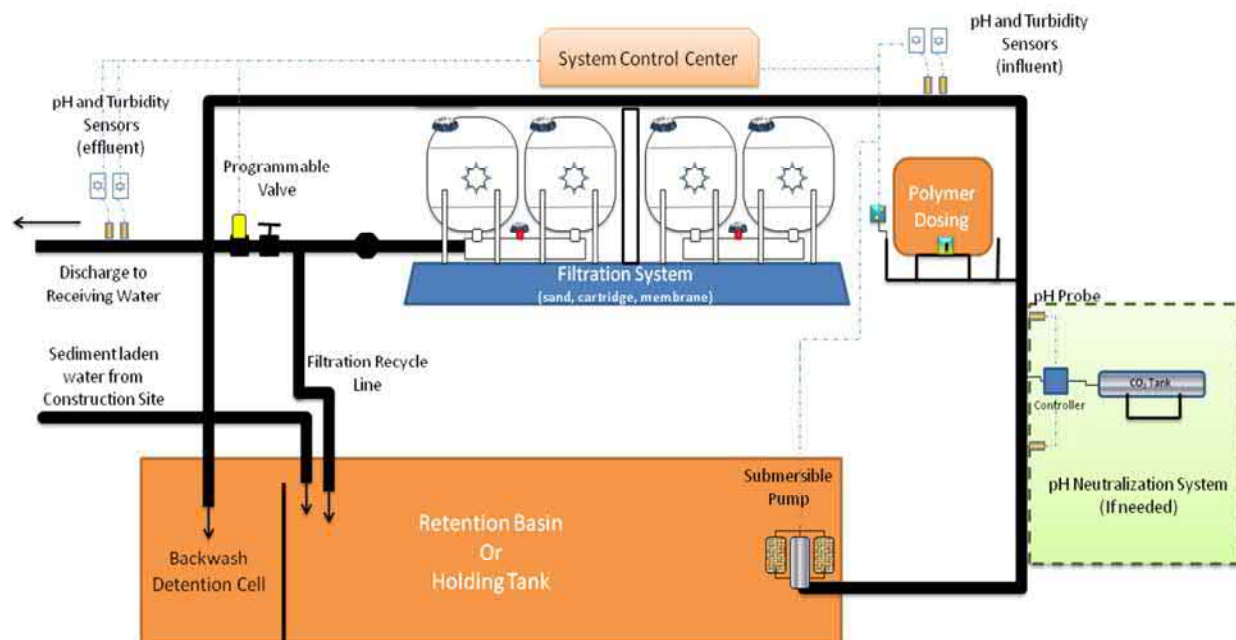 System Control Center
pH and Turbidity
Sensors
(influent)
pH and Turbidity
Sensors
(effluent)
Programmable
Valve
Polymer
Dosing
Discharge to
Receiving Water
Filtration System
(sand, cartridge, membrane)
pH Probe
Sediment laden
water from
Construction Site
Filtration Recycle
Line
CO₂ Tank
Controller
Submersible
Pump
pH Neutralization System
(If needed)
Retention Basin
Or
Holding Tank
Backwash
Detention Cell